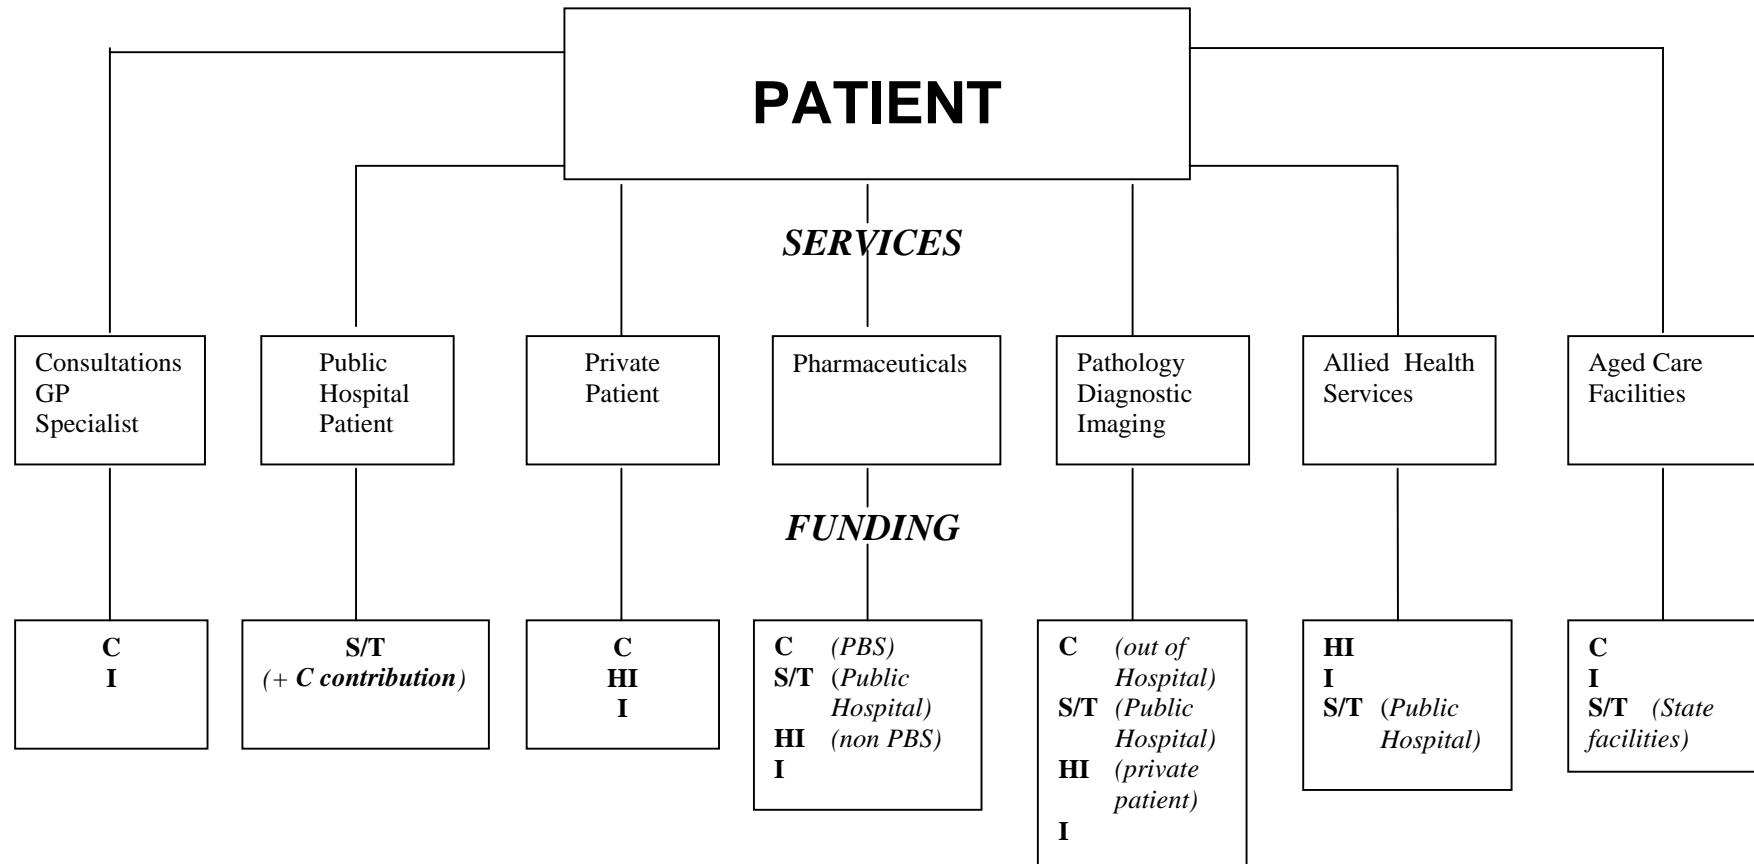 PATIENT
SERVICES
Consultations
GP
Specialist
Public
Hospital
Patient
Private
Patient
Pharmaceuticals
Pathology
Diagnostic
Imaging
Allied Health
Services
Aged Care
Facilities
FUNDING
C
I
S/T
(+ C contribution)
C
HI
I
C (PBS)
S/T (Public
Hospital)
HI (non PBS)
I
C (out of
Hospital)
S/T (Public
Hospital)
HI (private
patient)
I
HI
I
S/T (Public
Hospital)
C
I
S/T (State
facilities)